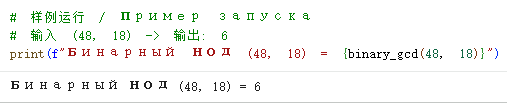 # 样例运行 / Пример запуска
# 输入 (48, 18) -> 输出: 6
print(f"Бинарный НОД (48, 18) = {binary_gcd(48, 18)}")
Бинарный НОД (48, 18) = 6